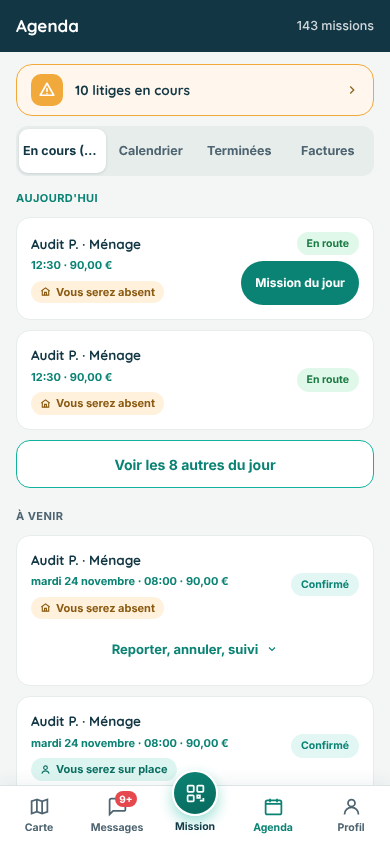 Agenda
143 missions
10 litiges en cours
En cours (...
Calendrier
Terminées
Factures
AUJOURD'HUI
Audit P. · Ménage
En route
12:30 · 90,00 €
Mission du jour
Vous serez absent
Audit P. · Ménage
12:30 · 90,00 €
En route
Vous serez absent
Voir les 8 autres du jour
À VENIR
Audit P. · Ménage
mardi 24 novembre · 08:00 · 90,00 €
Confirmé
Vous serez absent
Reporter, annuler, suivi
Audit P. · Ménage
mardi 24 novembre · 08:00 · 90,00 €
Confirmé
Vous serez sur place
9+
Carte
Messages
Mission
Agenda
Profil